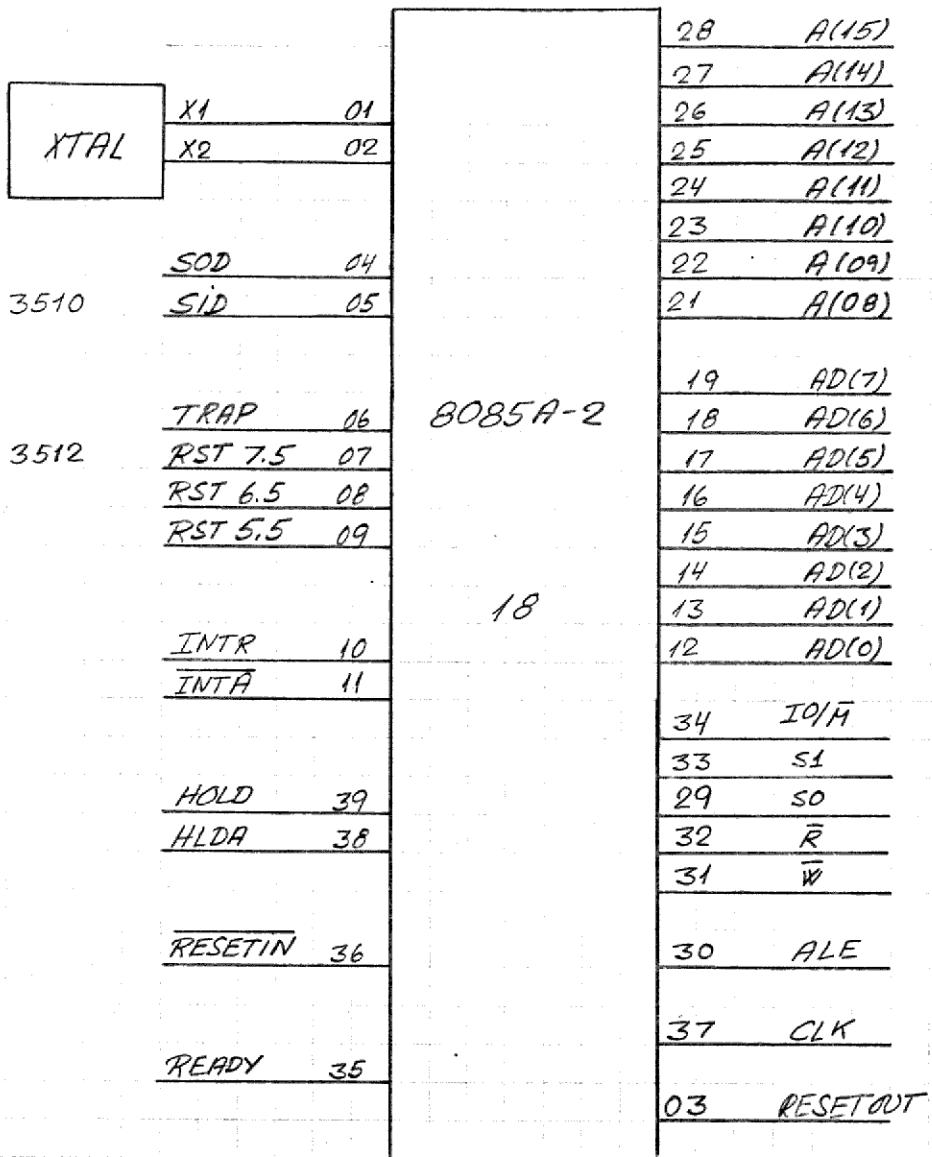 XTAL
X1 01
X2 02
SOD 04
3510 SID 05
TRAP 06
3512 RST 7.5 07
RST 6.5 08
RST 5.5 09
INTR 10
I̅N̅T̅A̅ 11
HOLD 39
HLDA 38
R̅E̅S̅E̅T̅I̅N̅ 36
READY 35
8085A-2
18
28 A(15)
27 A(14)
26 A(13)
25 A(12)
24 A(11)
23 A(10)
22 A(09)
21 A(08)
19 AD(7)
18 AD(6)
17 AD(5)
16 AD(4)
15 AD(3)
14 AD(2)
13 AD(1)
12 AD(0)
34 IO/M̅
33 S1
29 S0
32 R̅
31 W̅
30 ALE
37 CLK
03 RESETOUT